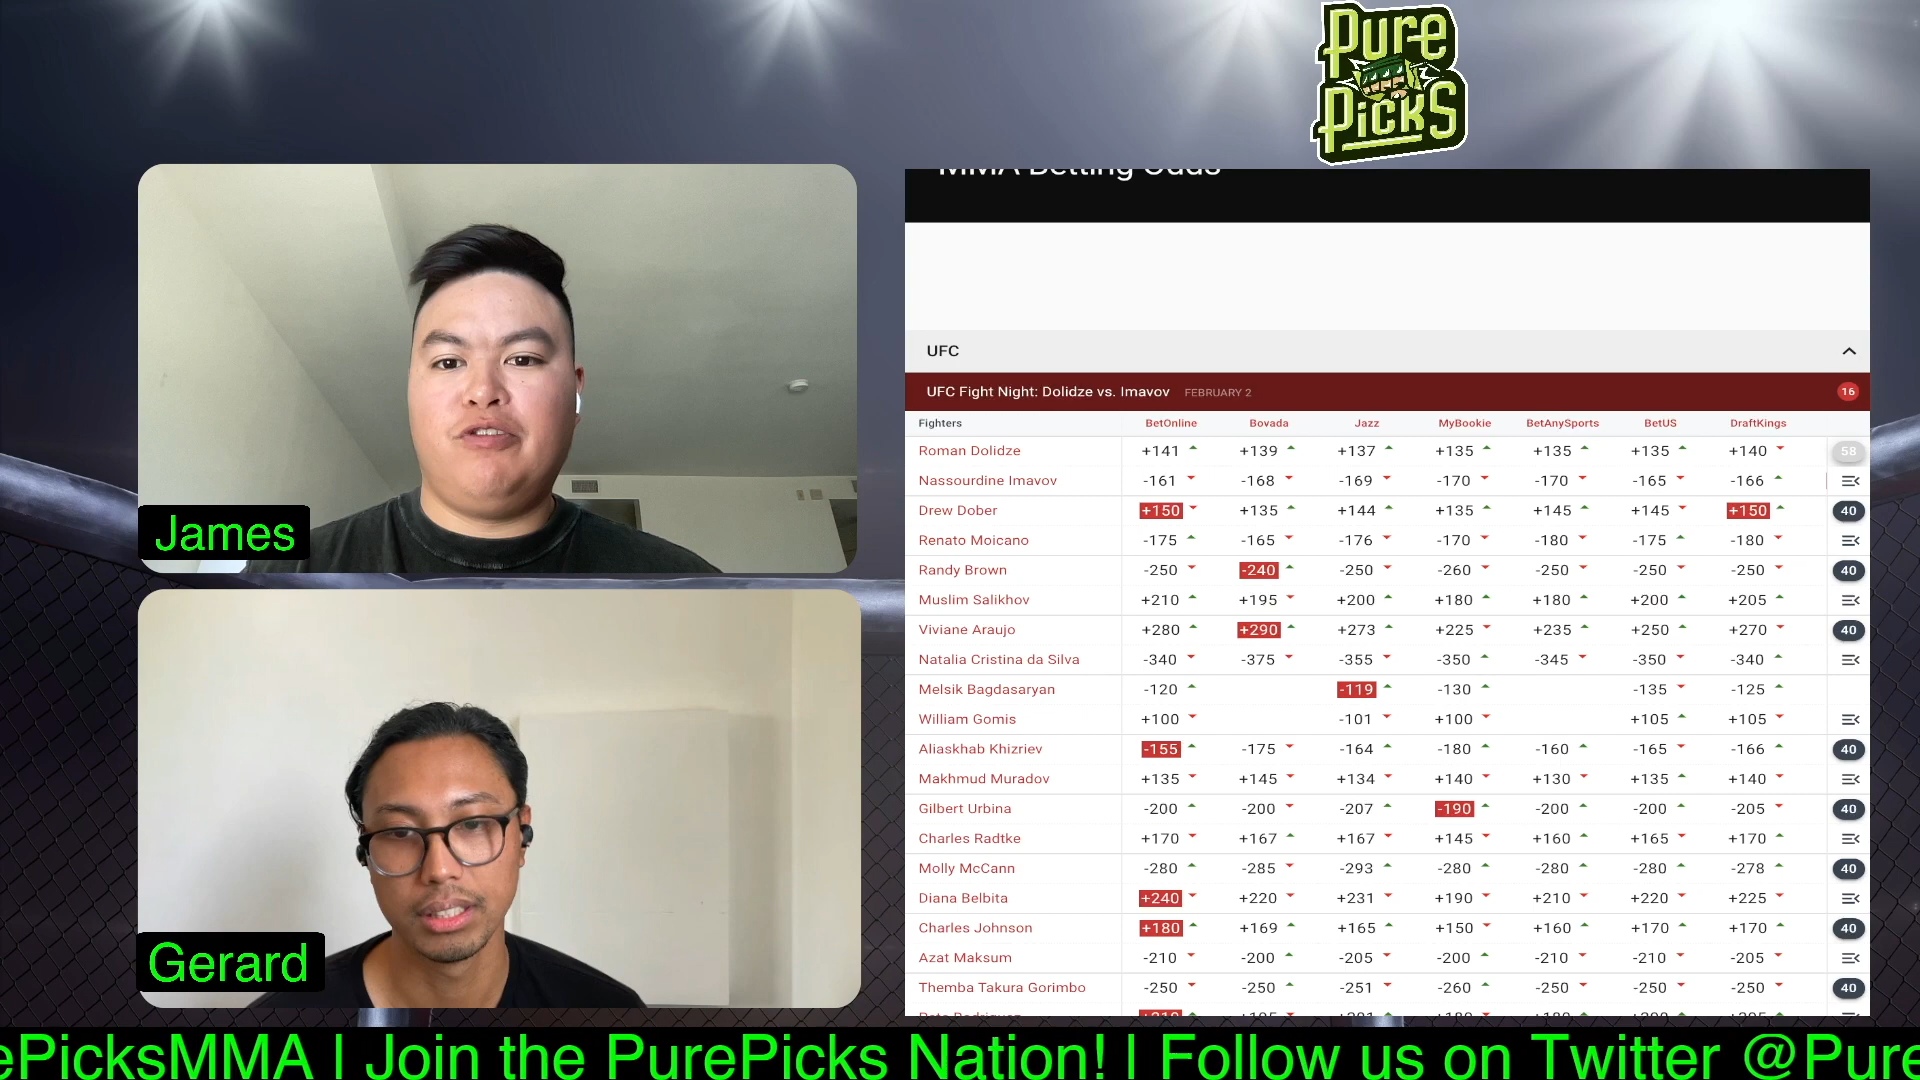 Pure
Picks
MMA Betting Odds
UFC
UFC Fight Night: Dolidze vs. Imavov FEBRUARY 2 16
Fighters BetOnline Bovada Jazz MyBookie BetAnySports BetUS DraftKings
Roman Dolidze +141 +139 +137 +135 +135 +135 +140 58
Nassourdine Imavov -161 -168 -169 -170 -170 -165 -166
Drew Dober +150 +135 +144 +135 +145 +145 +150 40
Renato Moicano -175 -165 -176 -170 -180 -175 -180
Randy Brown -250 -240 -250 -260 -250 -250 -250 40
Muslim Salikhov +210 +195 +200 +180 +180 +200 +205
Viviane Araujo +280 +290 +273 +225 +235 +250 +270 40
Natalia Cristina da Silva -340 -375 -355 -350 -345 -350 -340
Melsik Bagdasaryan -120 -119 -130 -135 -125
William Gomis +100 -101 +100 +105 +105
Aliaskhab Khizriev -155 -175 -164 -180 -160 -165 -166 40
Makhmud Muradov +135 +145 +134 +140 +130 +135 +140
Gilbert Urbina -200 -200 -207 -190 -200 -200 -205 40
Charles Radtke +170 +167 +167 +145 +160 +165 +170
Molly McCann -280 -285 -293 -280 -280 -280 -278 40
Diana Belbita +240 +220 +231 +190 +210 +220 +225
Charles Johnson +180 +169 +165 +150 +160 +170 +170 40
Azat Maksum -210 -200 -205 -200 -210 -210 -205
Themba Takura Gorimbo -250 -250 -251 -260 -250 -250 -250 40
James
Gerard
ePicksMMA | Join the PurePicks Nation! | Follow us on Twitter @Pure